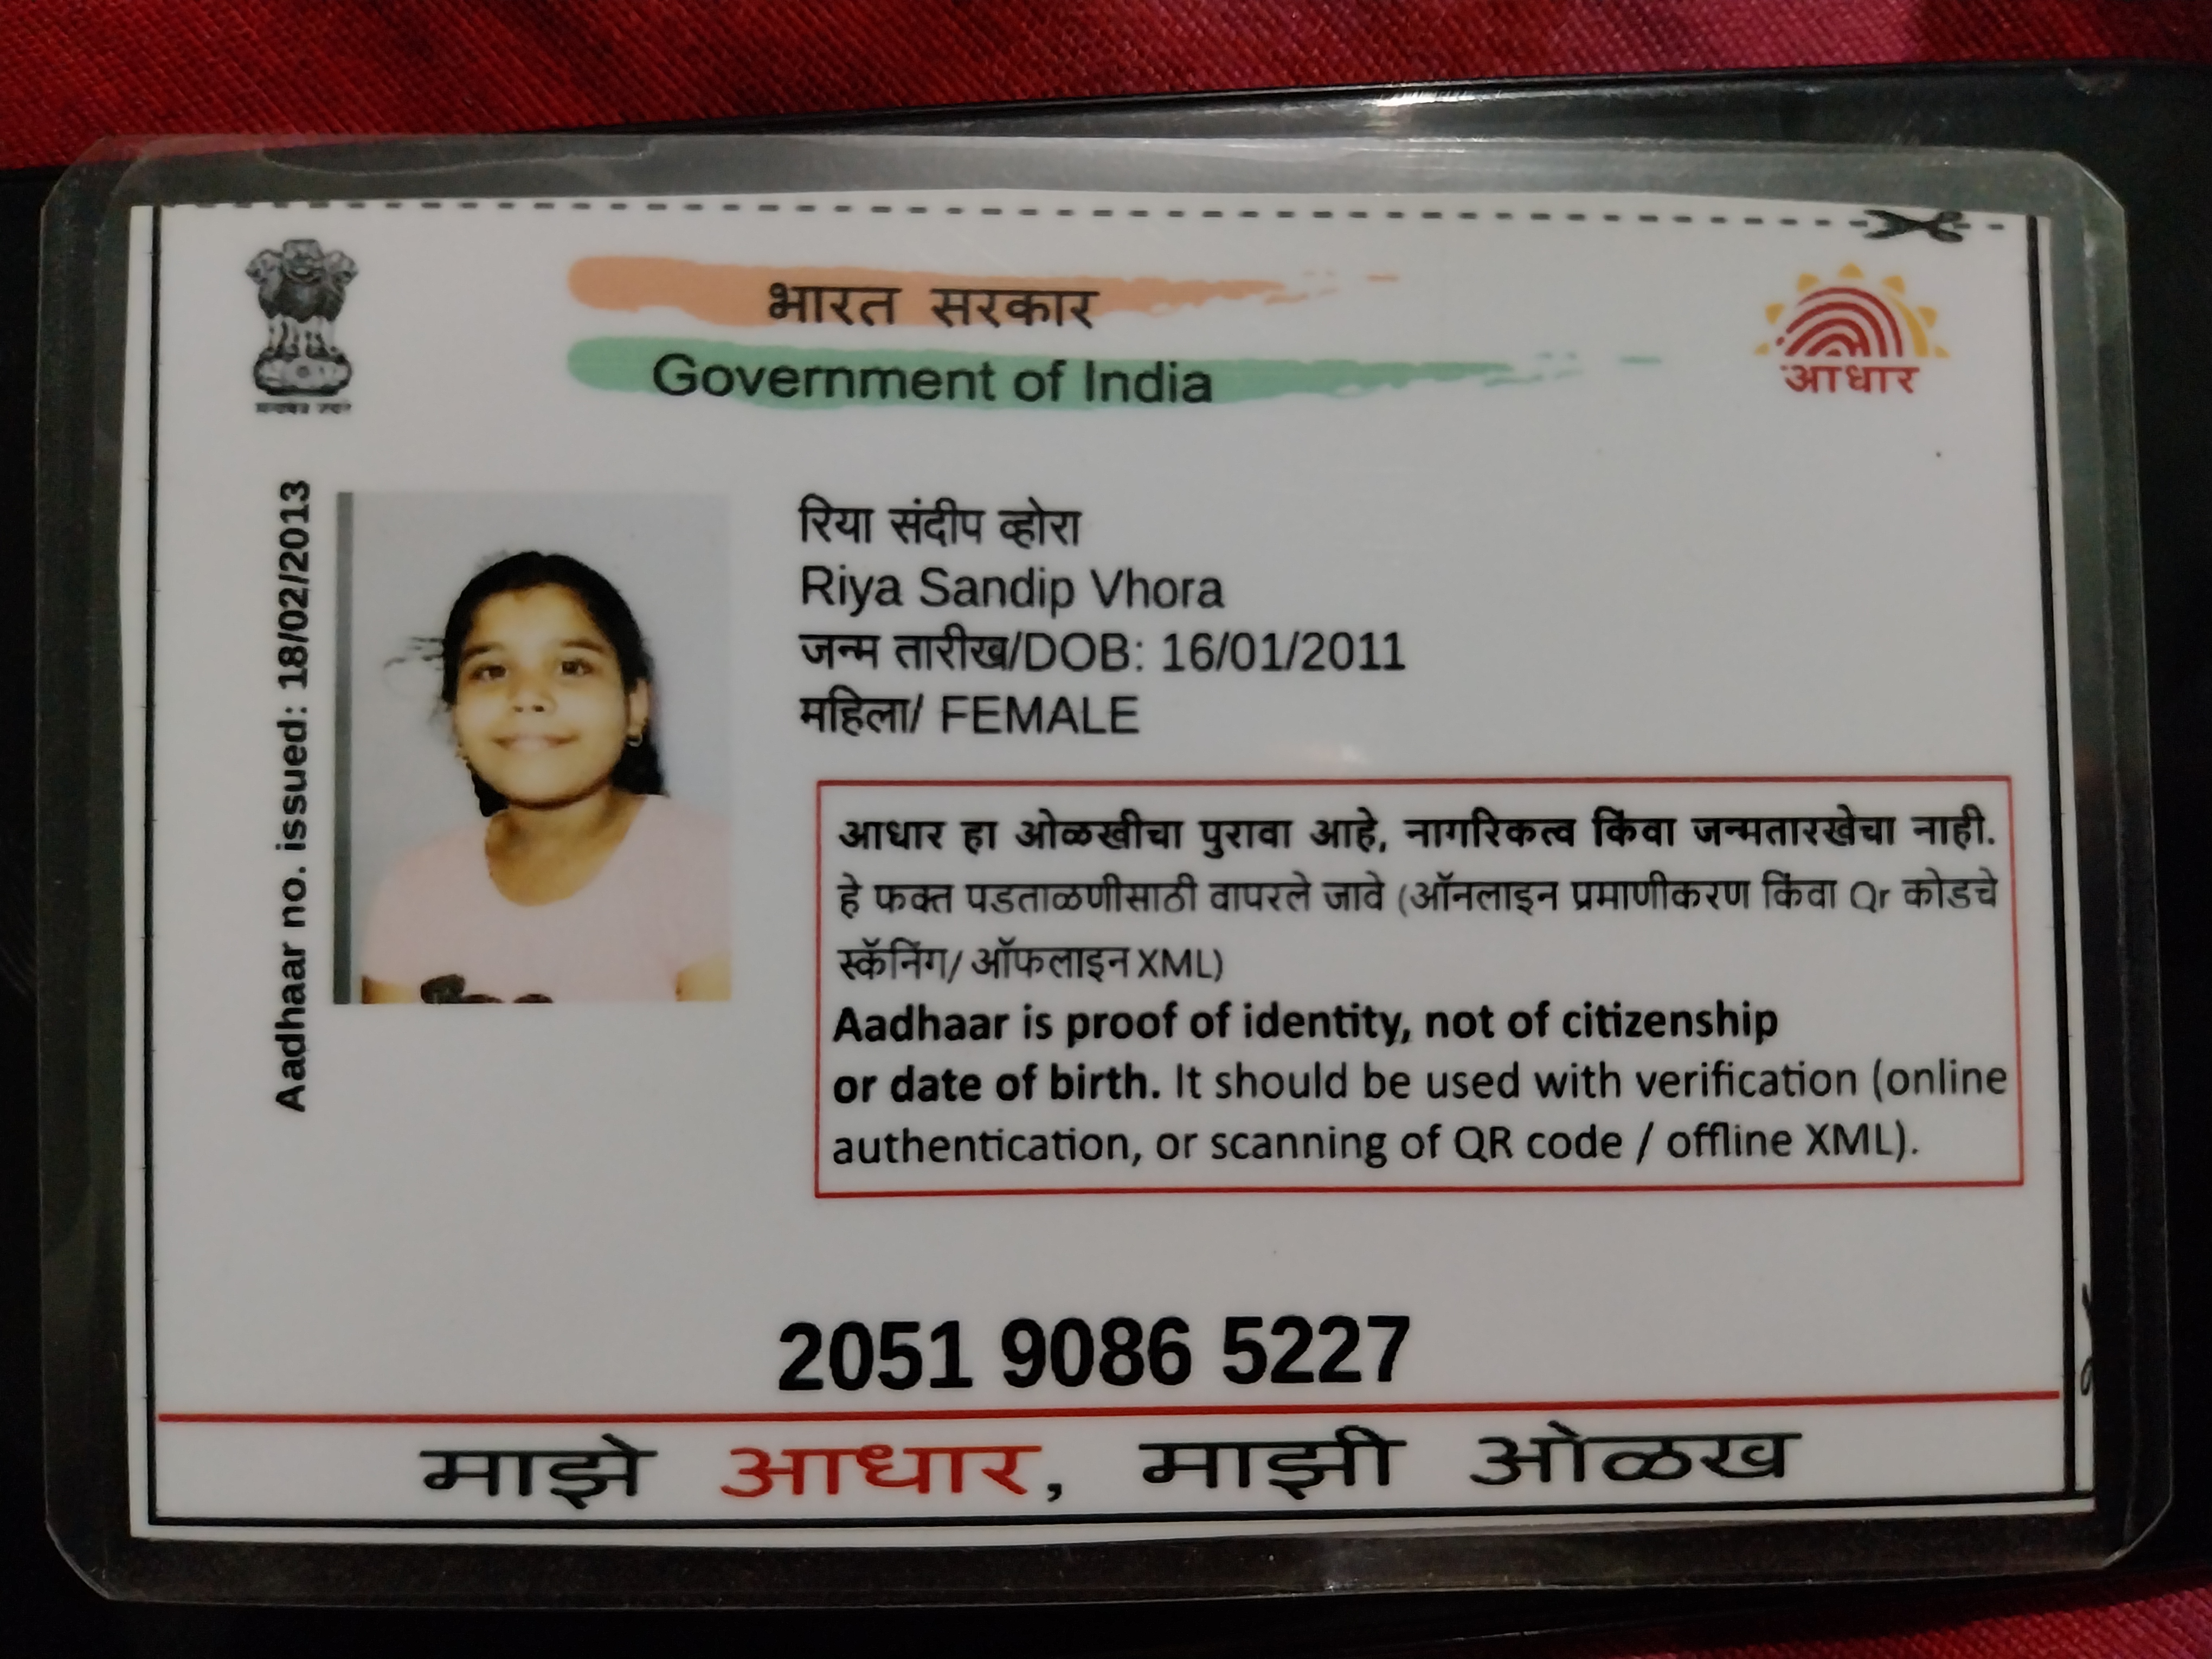 भारत सरकार
Government of India
आधार
Aadhaar no. issued: 18/02/2013
रिया संदीप व्होरा
Riya Sandip Vhora
जन्म तारीख/DOB: 16/01/2011
महिला/ FEMALE
आधार हा ओळखीचा पुरावा आहे, नागरिकत्व किंवा जन्मतारखेचा नाही.
हे फक्त पडताळणीसाठी वापरले जावे (ऑनलाइन प्रमाणीकरण किंवा Qr कोडचे
स्कॅनिंग/ ऑफलाइन XML)
Aadhaar is proof of identity, not of citizenship
or date of birth. It should be used with verification (online
authentication, or scanning of QR code / offline XML).
2051 9086 5227
माझे आधार, माझी ओळख